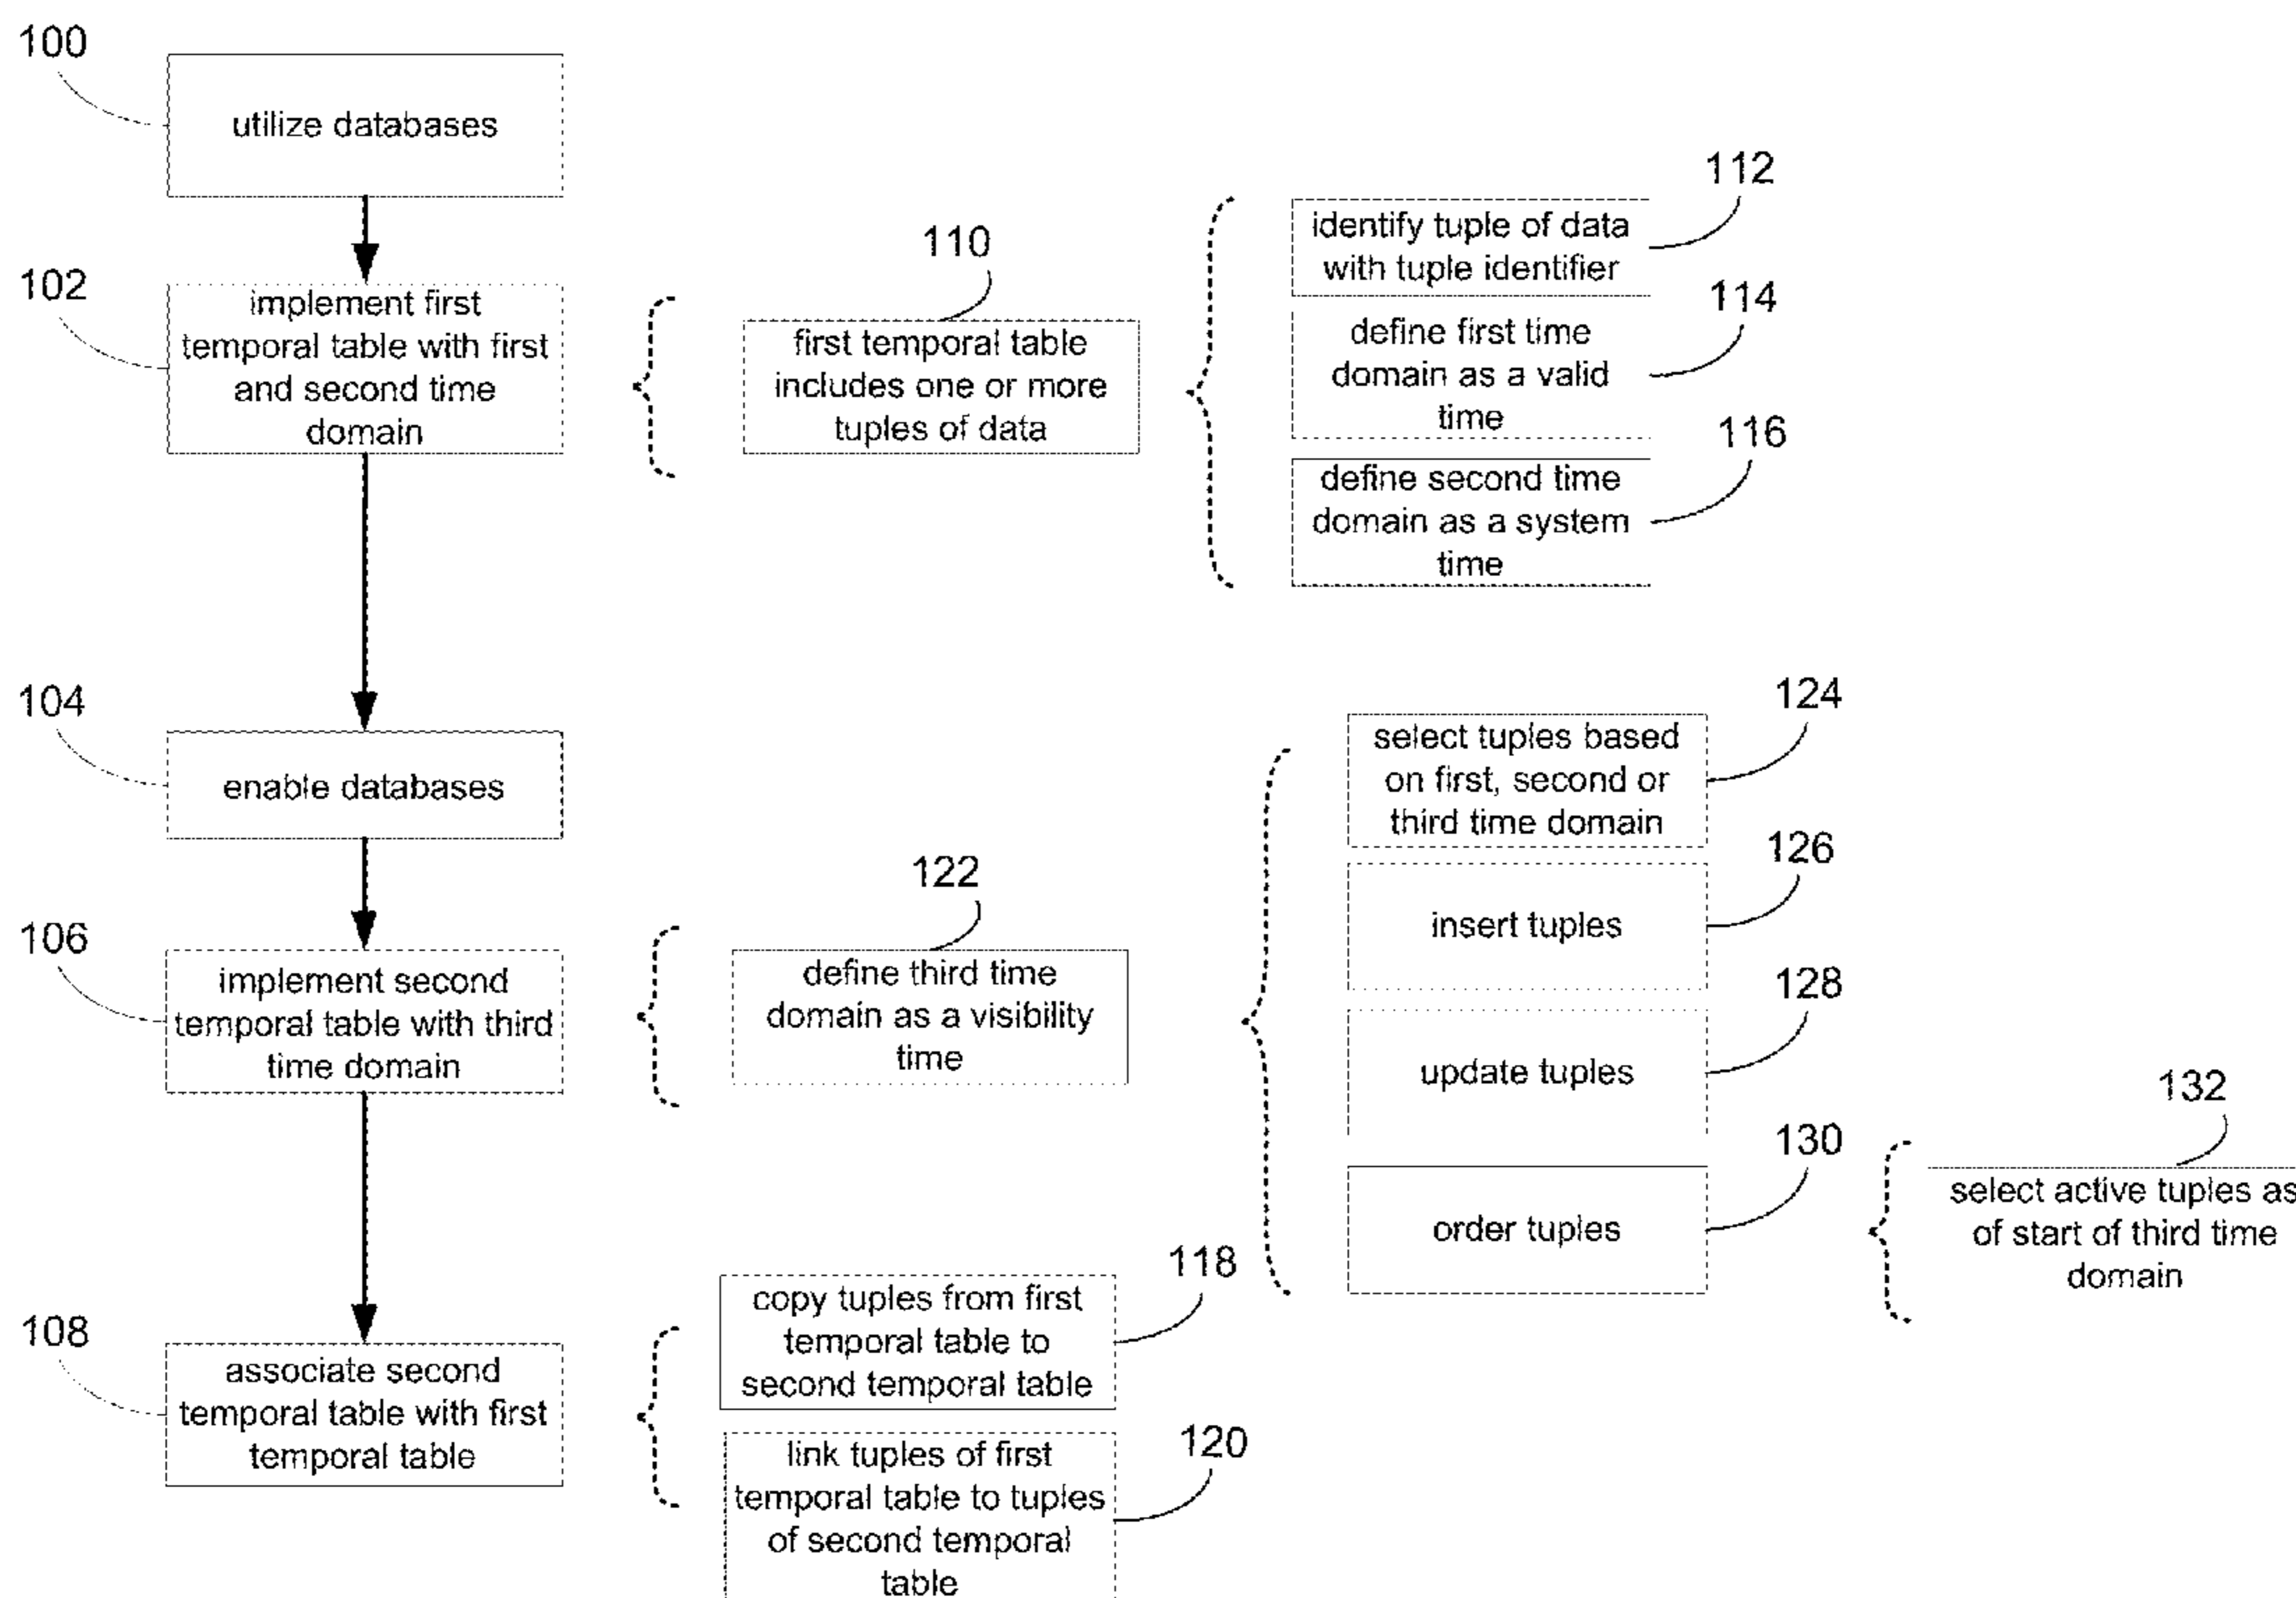 100
utilize databases
102
implement first
temporal table with first
and second time
domain
110
first temporal table
includes one or more
tuples of data
112
identify tuple of data
with tuple identifier
114
define first time
domain as a valid
time
116
define second time
domain as a system
time
104
enable databases
106
implement second
temporal table with third
time domain
122
define third time
domain as a visibility
time
124
select tuples based
on first, second or
third time domain
126
insert tuples
128
update tuples
130
order tuples
132
select active tuples as
of start of third time
domain
108
associate second
temporal table with first
temporal table
118
copy tuples from first
temporal table to
second temporal table
120
link tuples of first
temporal table to tuples
of second temporal
table